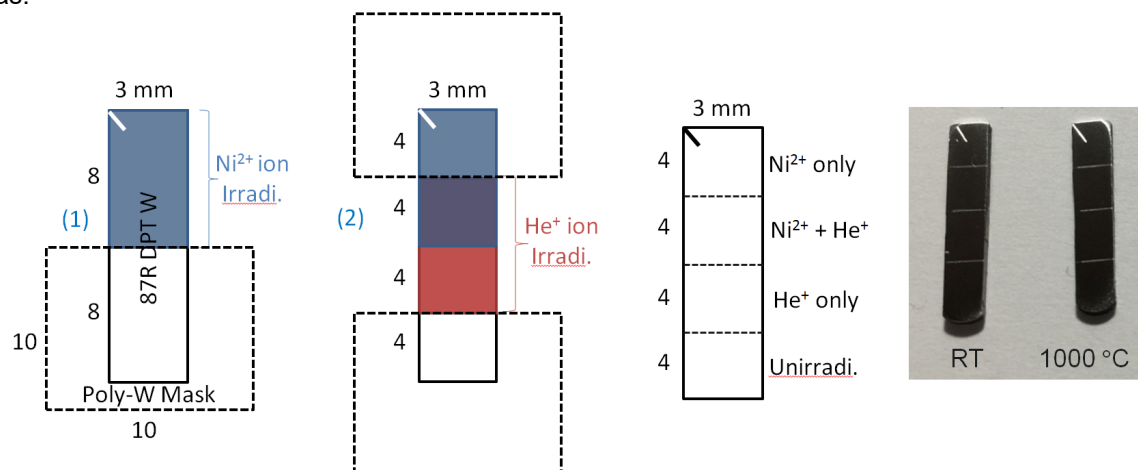 3 mm
8
(1)
8
10
87R DPT W
Ni²⁺ ion
Irradi.
Poly-W Mask
10
3 mm
4
(2)
4
4
4
He⁺ ion
Irradi.
3 mm
4
Ni²⁺ only
4
Ni²⁺ + He⁺
4
He⁺ only
4
Unirradi.
RT
1000 °C